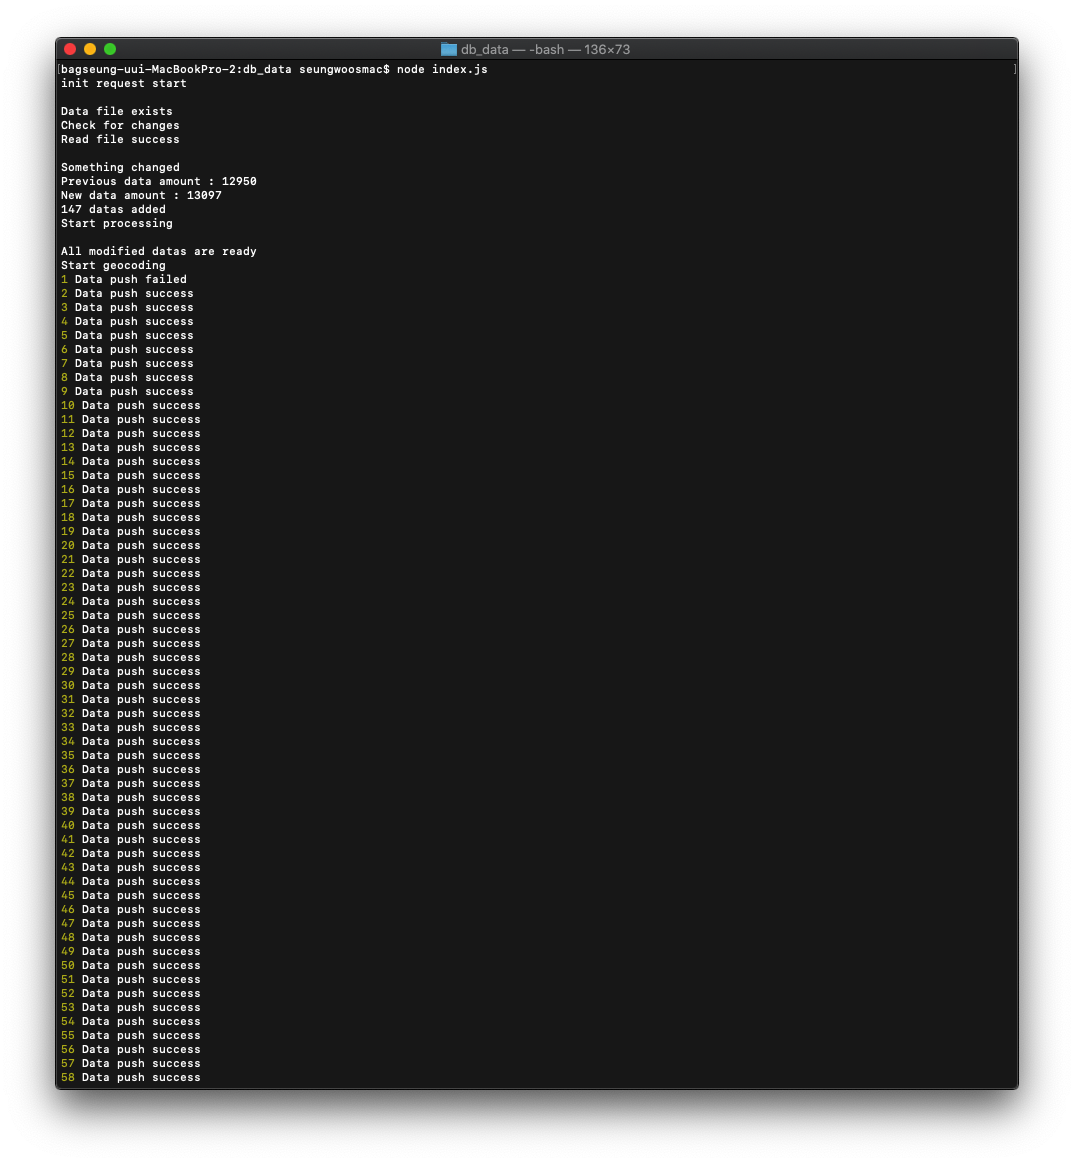 db_data — -bash — 136×73
[bagseung-uui-MacBookPro-2:db_data seungwoosmac$ node index.js ]
init request start
Data file exists
Check for changes
Read file success
Something changed
Previous data amount : 12950
New data amount : 13097
147 datas added
Start processing
All modified datas are ready
Start geocoding
1 Data push failed
2 Data push success
3 Data push success
4 Data push success
5 Data push success
6 Data push success
7 Data push success
8 Data push success
9 Data push success
10 Data push success
11 Data push success
12 Data push success
13 Data push success
14 Data push success
15 Data push success
16 Data push success
17 Data push success
18 Data push success
19 Data push success
20 Data push success
21 Data push success
22 Data push success
23 Data push success
24 Data push success
25 Data push success
26 Data push success
27 Data push success
28 Data push success
29 Data push success
30 Data push success
31 Data push success
32 Data push success
33 Data push success
34 Data push success
35 Data push success
36 Data push success
37 Data push success
38 Data push success
39 Data push success
40 Data push success
41 Data push success
42 Data push success
43 Data push success
44 Data push success
45 Data push success
46 Data push success
47 Data push success
48 Data push success
49 Data push success
50 Data push success
51 Data push success
52 Data push success
53 Data push success
54 Data push success
55 Data push success
56 Data push success
57 Data push success
58 Data push success